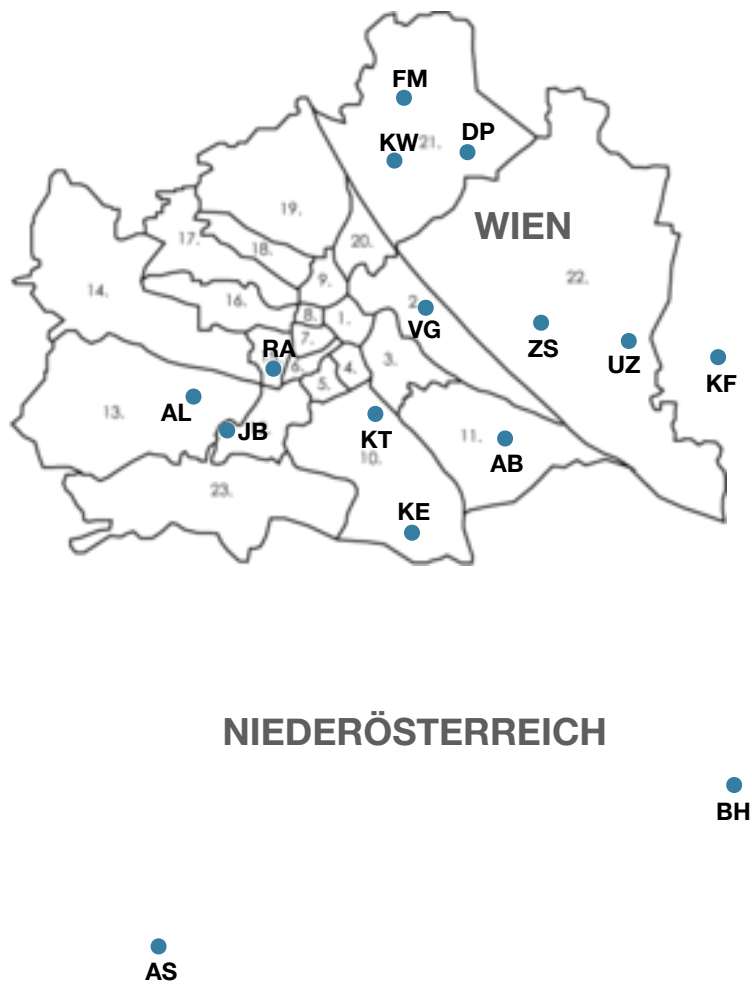 FM
DP
KW
21.
19.
WIEN
17.
18.
20.
22.
9.
14.
16.
2.
8.
1.
VG
7.
ZS
RA
3.
UZ
6.
4.
KF
5.
AL
13.
JB
KT
11.
10.
AB
23.
KE
NIEDERÖSTERREICH
BH
AS